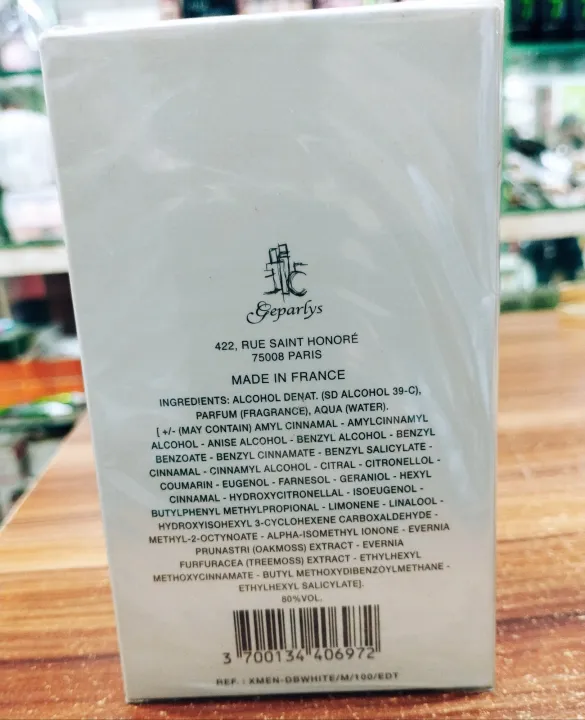 Geparlys
422, RUE SAINT HONORÉ
75008 PARIS
MADE IN FRANCE
INGREDIENTS: ALCOHOL DENAT. (SD ALCOHOL 39-C),
PARFUM (FRAGRANCE), AQUA (WATER).
[ +/- (MAY CONTAIN) AMYL CINNAMAL - AMYLCINNAMYL
ALCOHOL - ANISE ALCOHOL - BENZYL ALCOHOL - BENZYL
BENZOATE - BENZYL CINNAMATE - BENZYL SALICYLATE -
CINNAMAL - CINNAMYL ALCOHOL - CITRAL - CITRONELLOL -
COUMARIN - EUGENOL - FARNESOL - GERANIOL - HEXYL
CINNAMAL - HYDROXYCITRONELLAL - ISOEUGENOL -
BUTYLPHENYL METHYLPROPIONAL - LIMONENE - LINALOOL -
HYDROXYISOHEXYL 3-CYCLOHEXENE CARBOXALDEHYDE -
METHYL-2-OCTYNOATE - ALPHA-ISOMETHYL IONONE - EVERNIA
PRUNASTRI (OAKMOSS) EXTRACT - EVERNIA
FURFURACEA (TREEMOSS) EXTRACT - ETHYLHEXYL
METHOXYCINNAMATE - BUTYL METHOXYDIBENZOYLMETHANE -
ETHYLHEXYL SALICYLATE].
80%VOL.
3 700134 406972
REF. : XMEN-DBWHITE/M/100/EDT